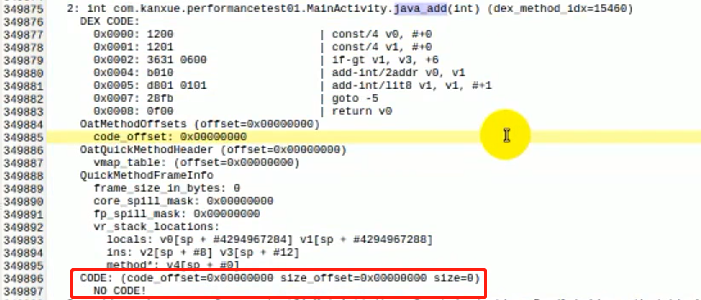 349875 2: int com.kanxue.performancetest01.MainActivity.java_add(int) (dex_method_idx=15460)
349876 DEX CODE:
349877 0x0000: 1200 | const/4 v0, #+0
349878 0x0001: 1201 | const/4 v1, #+0
349879 0x0002: 3631 0600 | if-gt v1, v3, +6
349880 0x0004: b010 | add-int/2addr v0, v1
349881 0x0005: d801 0101 | add-int/lit8 v1, v1, #+1
349882 0x0007: 28fb | goto -5
349883 0x0008: 0f00 | return v0
349884 OatMethodOffsets (offset=0x00000000)
349885 code_offset: 0x00000000
349886 OatQuickMethodHeader (offset=0x00000000)
349887 vmap_table: (offset=0x00000000)
349888 QuickMethodFrameInfo
349889 frame_size_in_bytes: 0
349890 core_spill_mask: 0x00000000
349891 fp_spill_mask: 0x00000000
349892 vr_stack_locations:
349893 locals: v0[sp + #4294967284] v1[sp + #4294967288]
349894 ins: v2[sp + #8] v3[sp + #12]
349895 method*: v4[sp + #0]
349896 CODE: (code_offset=0x00000000 size_offset=0x00000000 size=0)
349897 NO CODE!